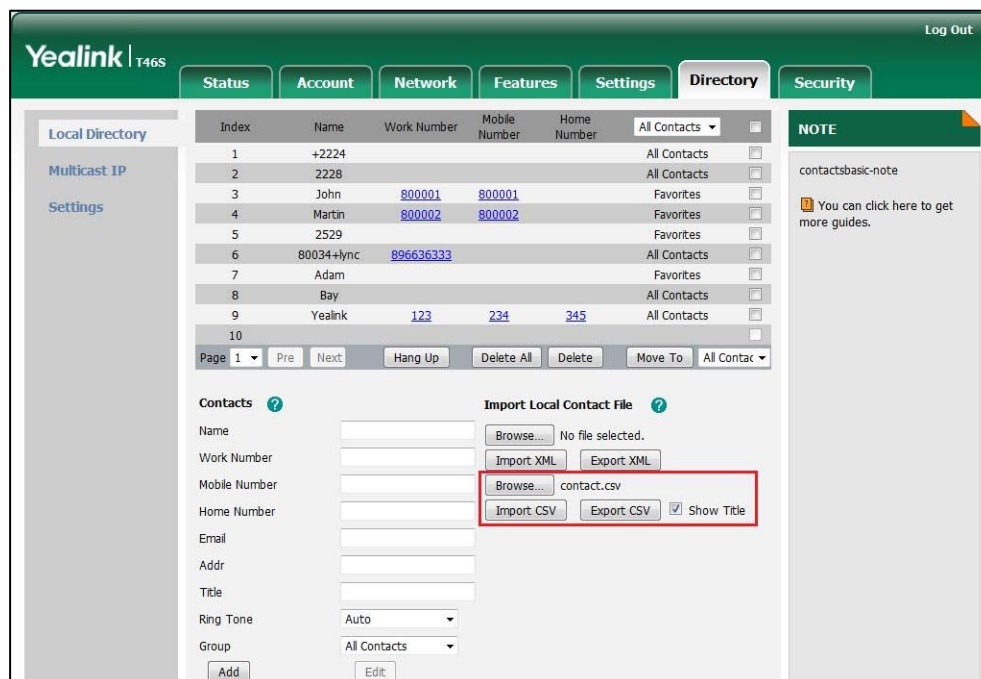 Log Out
Yealink | T46S
Status Account Network Features Settings Directory Security
Local Directory
Multicast IP
Settings
Index Name Work Number Mobile Number Home Number All Contacts
1 +2224 All Contacts
2 2228 All Contacts
3 John 800001 800001 Favorites
4 Martin 800002 800002 Favorites
5 2529 Favorites
6 80034+lync 896636333 All Contacts
7 Adam Favorites
8 Bay All Contacts
9 Yealink 123 234 345 All Contacts
10
Page 1 Pre Next Hang Up Delete All Delete Move To All Contac
Contacts ?
Name
Work Number
Mobile Number
Home Number
Email
Addr
Title
Ring Tone Auto
Group All Contacts
Add Edit
Import Local Contact File ?
Browse... No file selected.
Import XML Export XML
Browse... contact.csv
Import CSV Export CSV Show Title
NOTE
contactsbasic-note
? You can click here to get
more guides.